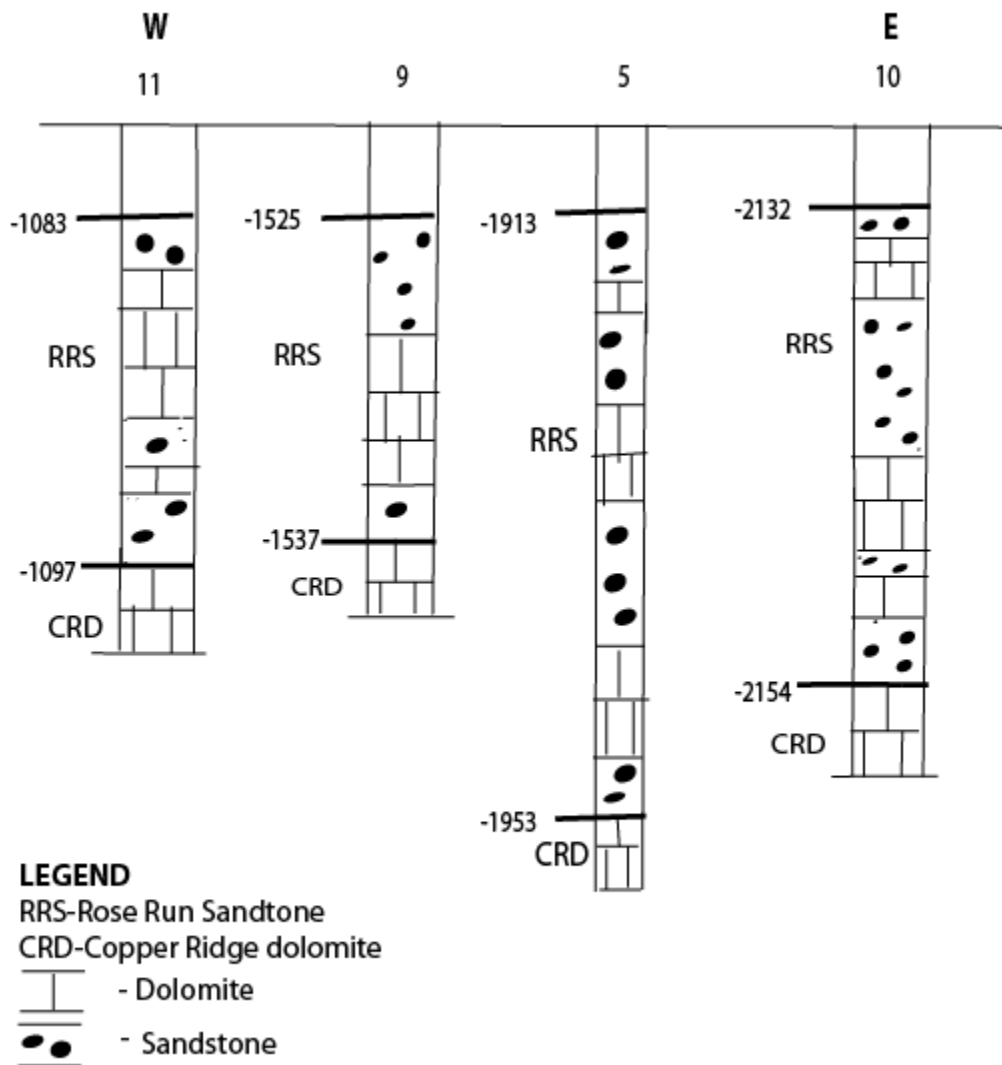 W E
11 9 5 10
-1083 -1525 -1913 -2132
RRS RRS RRS RRS
-1097 -1537 -1953 -2154
CRD CRD CRD CRD
LEGEND
RRS-Rose Run Sandtone
CRD-Copper Ridge dolomite
- Dolomite
- Sandstone